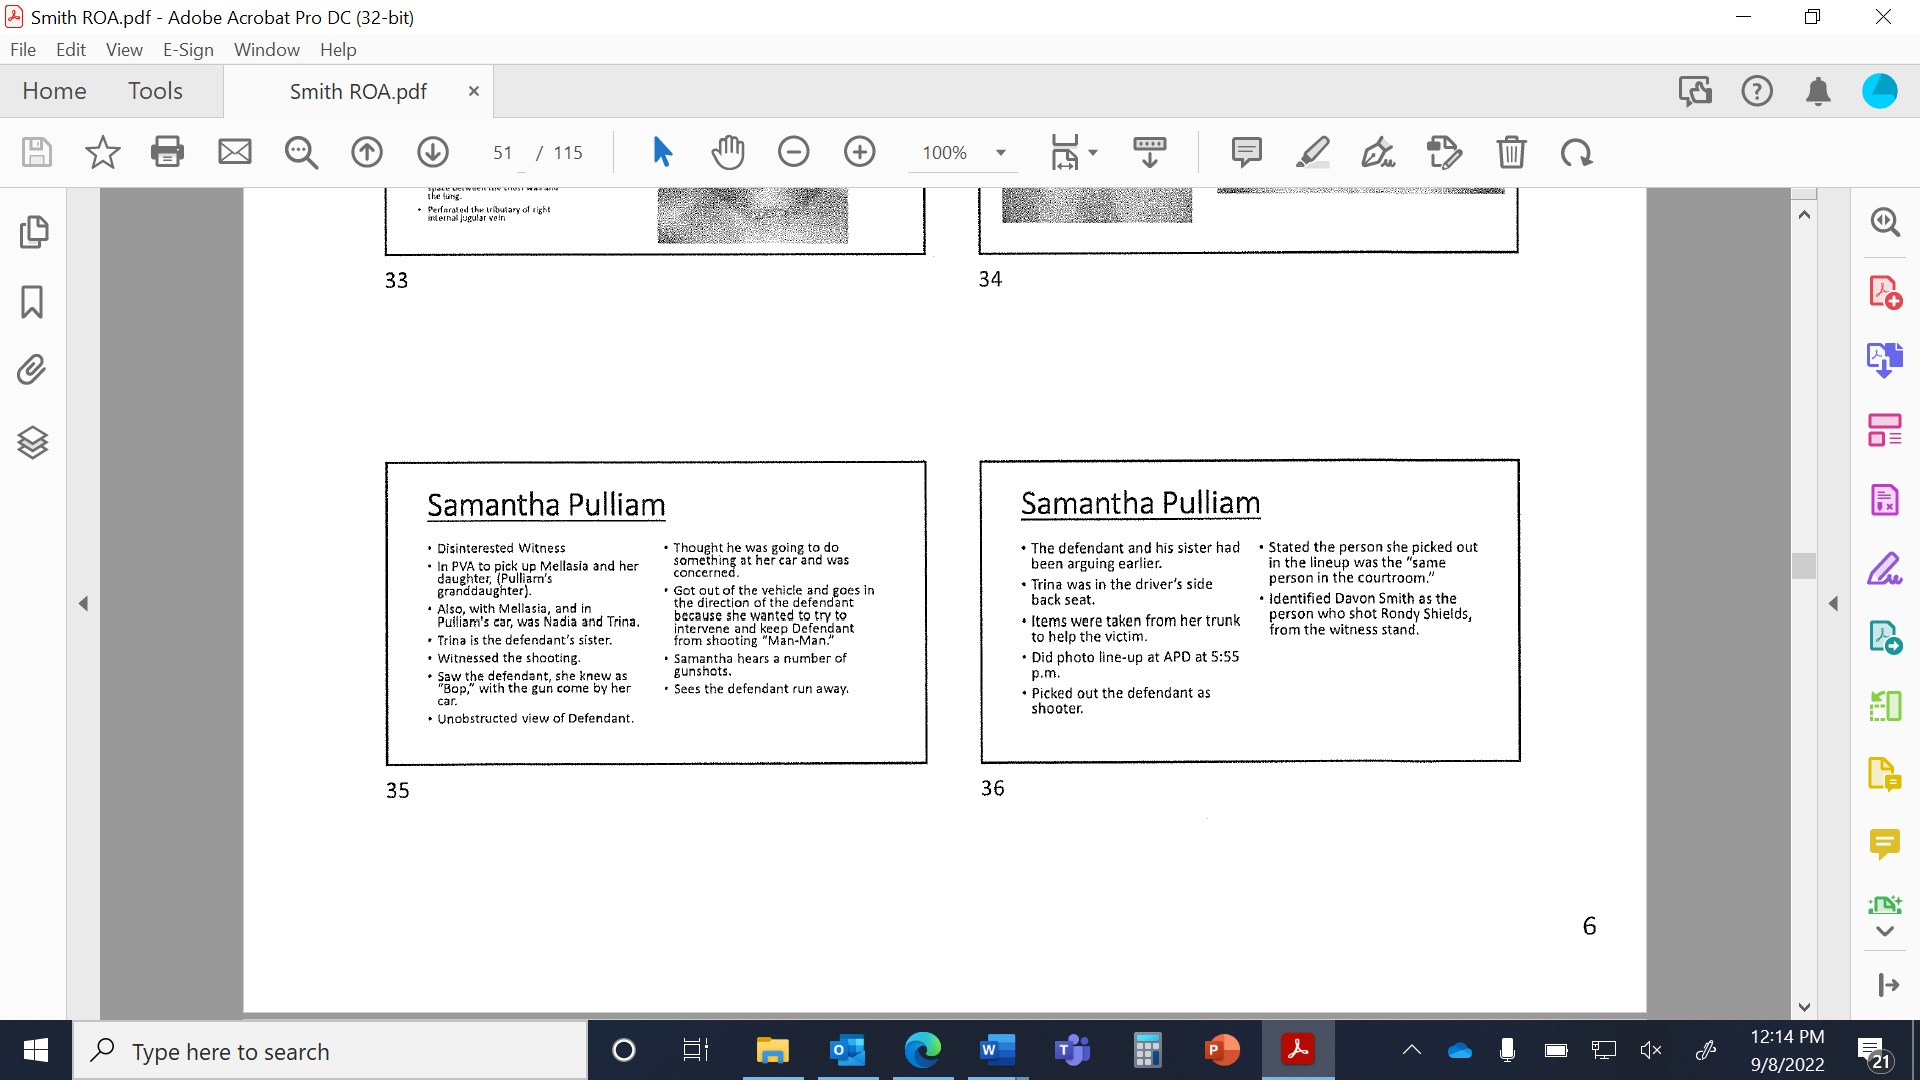 Smith ROA.pdf - Adobe Acrobat Pro DC (32-bit)
File Edit View E-Sign Window Help
Home Tools Smith ROA.pdf ×
51 / 115 100%
space between the chest wall and
the lung.
• Perforated the tributary of right
internal jugular vein
33
34
Samantha Pulliam
• Disinterested Witness
• In PVA to pick up Mellasia and her
daughter, (Pulliam's
granddaughter).
• Also, with Mellasia, and in
Pulliam's car, was Nadia and Trina.
• Trina is the defendant's sister.
• Witnessed the shooting.
• Saw the defendant, she knew as
"Bop," with the gun come by her
car.
• Unobstructed view of Defendant.
• Thought he was going to do
something at her car and was
concerned.
• Got out of the vehicle and goes in
the direction of the defendant
because she wanted to try to
intervene and keep Defendant
from shooting "Man-Man."
• Samantha hears a number of
gunshots.
• Sees the defendant run away.
35
Samantha Pulliam
• The defendant and his sister had
been arguing earlier.
• Trina was in the driver's side
back seat.
• Items were taken from her trunk
to help the victim.
• Did photo line-up at APD at 5:55
p.m.
• Picked out the defendant as
shooter.
• Stated the person she picked out
in the lineup was the "same
person in the courtroom."
• Identified Davon Smith as the
person who shot Rondy Shields,
from the witness stand.
36
6
Type here to search
12:14 PM
9/8/2022
21